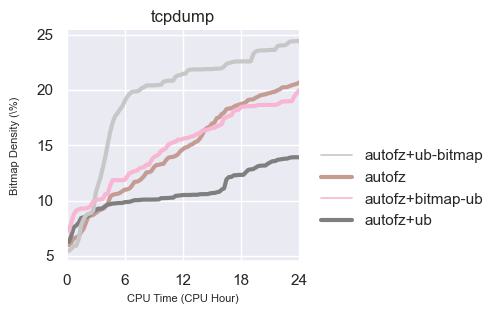 tcpdump
Bitmap Density (\%)
25
20
15
10
5
0
6
12
18
24
CPU Time (CPU Hour)
autofz+ub-bitmap
autofz
autofz+bitmap-ub
autofz+ub